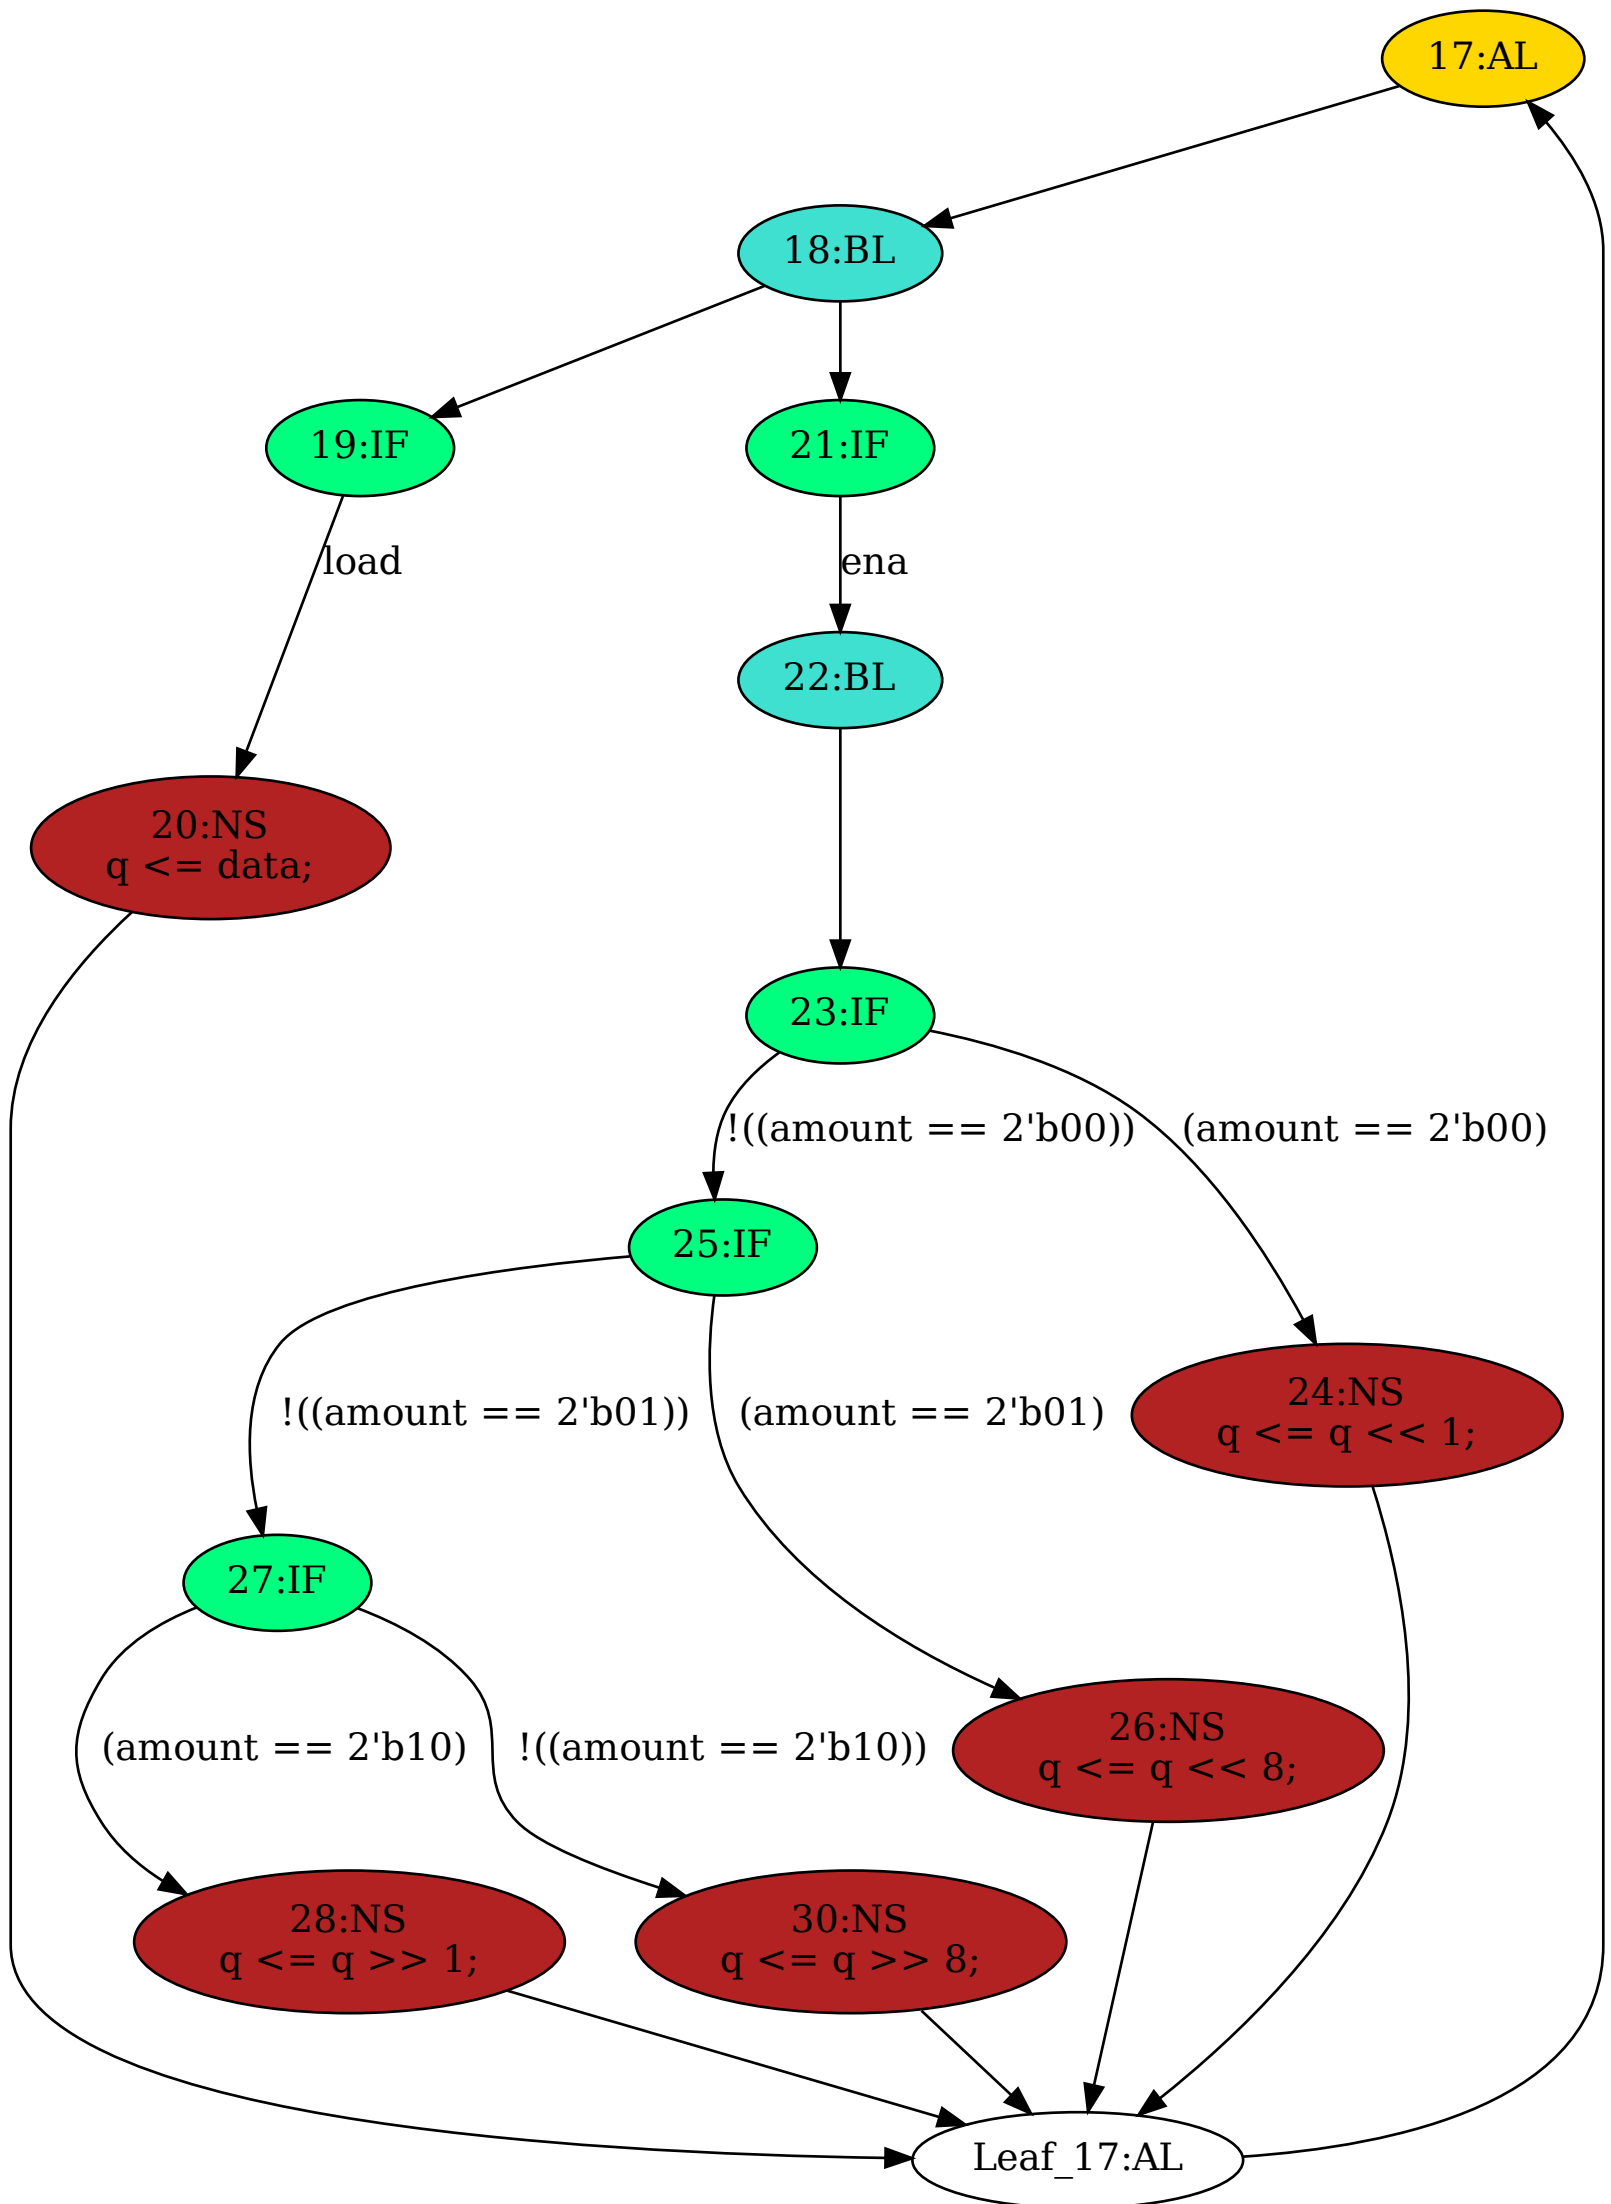 17:AL
18:BL
19:IF
21:IF
load
ena
22:BL
20:NS
q <= data;
23:IF
!((amount == 2'b00))
(amount == 2'b00)
25:IF
!((amount == 2'b01))
(amount == 2'b01)
24:NS
q <= q << 1;
27:IF
(amount == 2'b10)
!((amount == 2'b10))
26:NS
q <= q << 8;
28:NS
q <= q >> 1;
30:NS
q <= q >> 8;
Leaf_17:AL